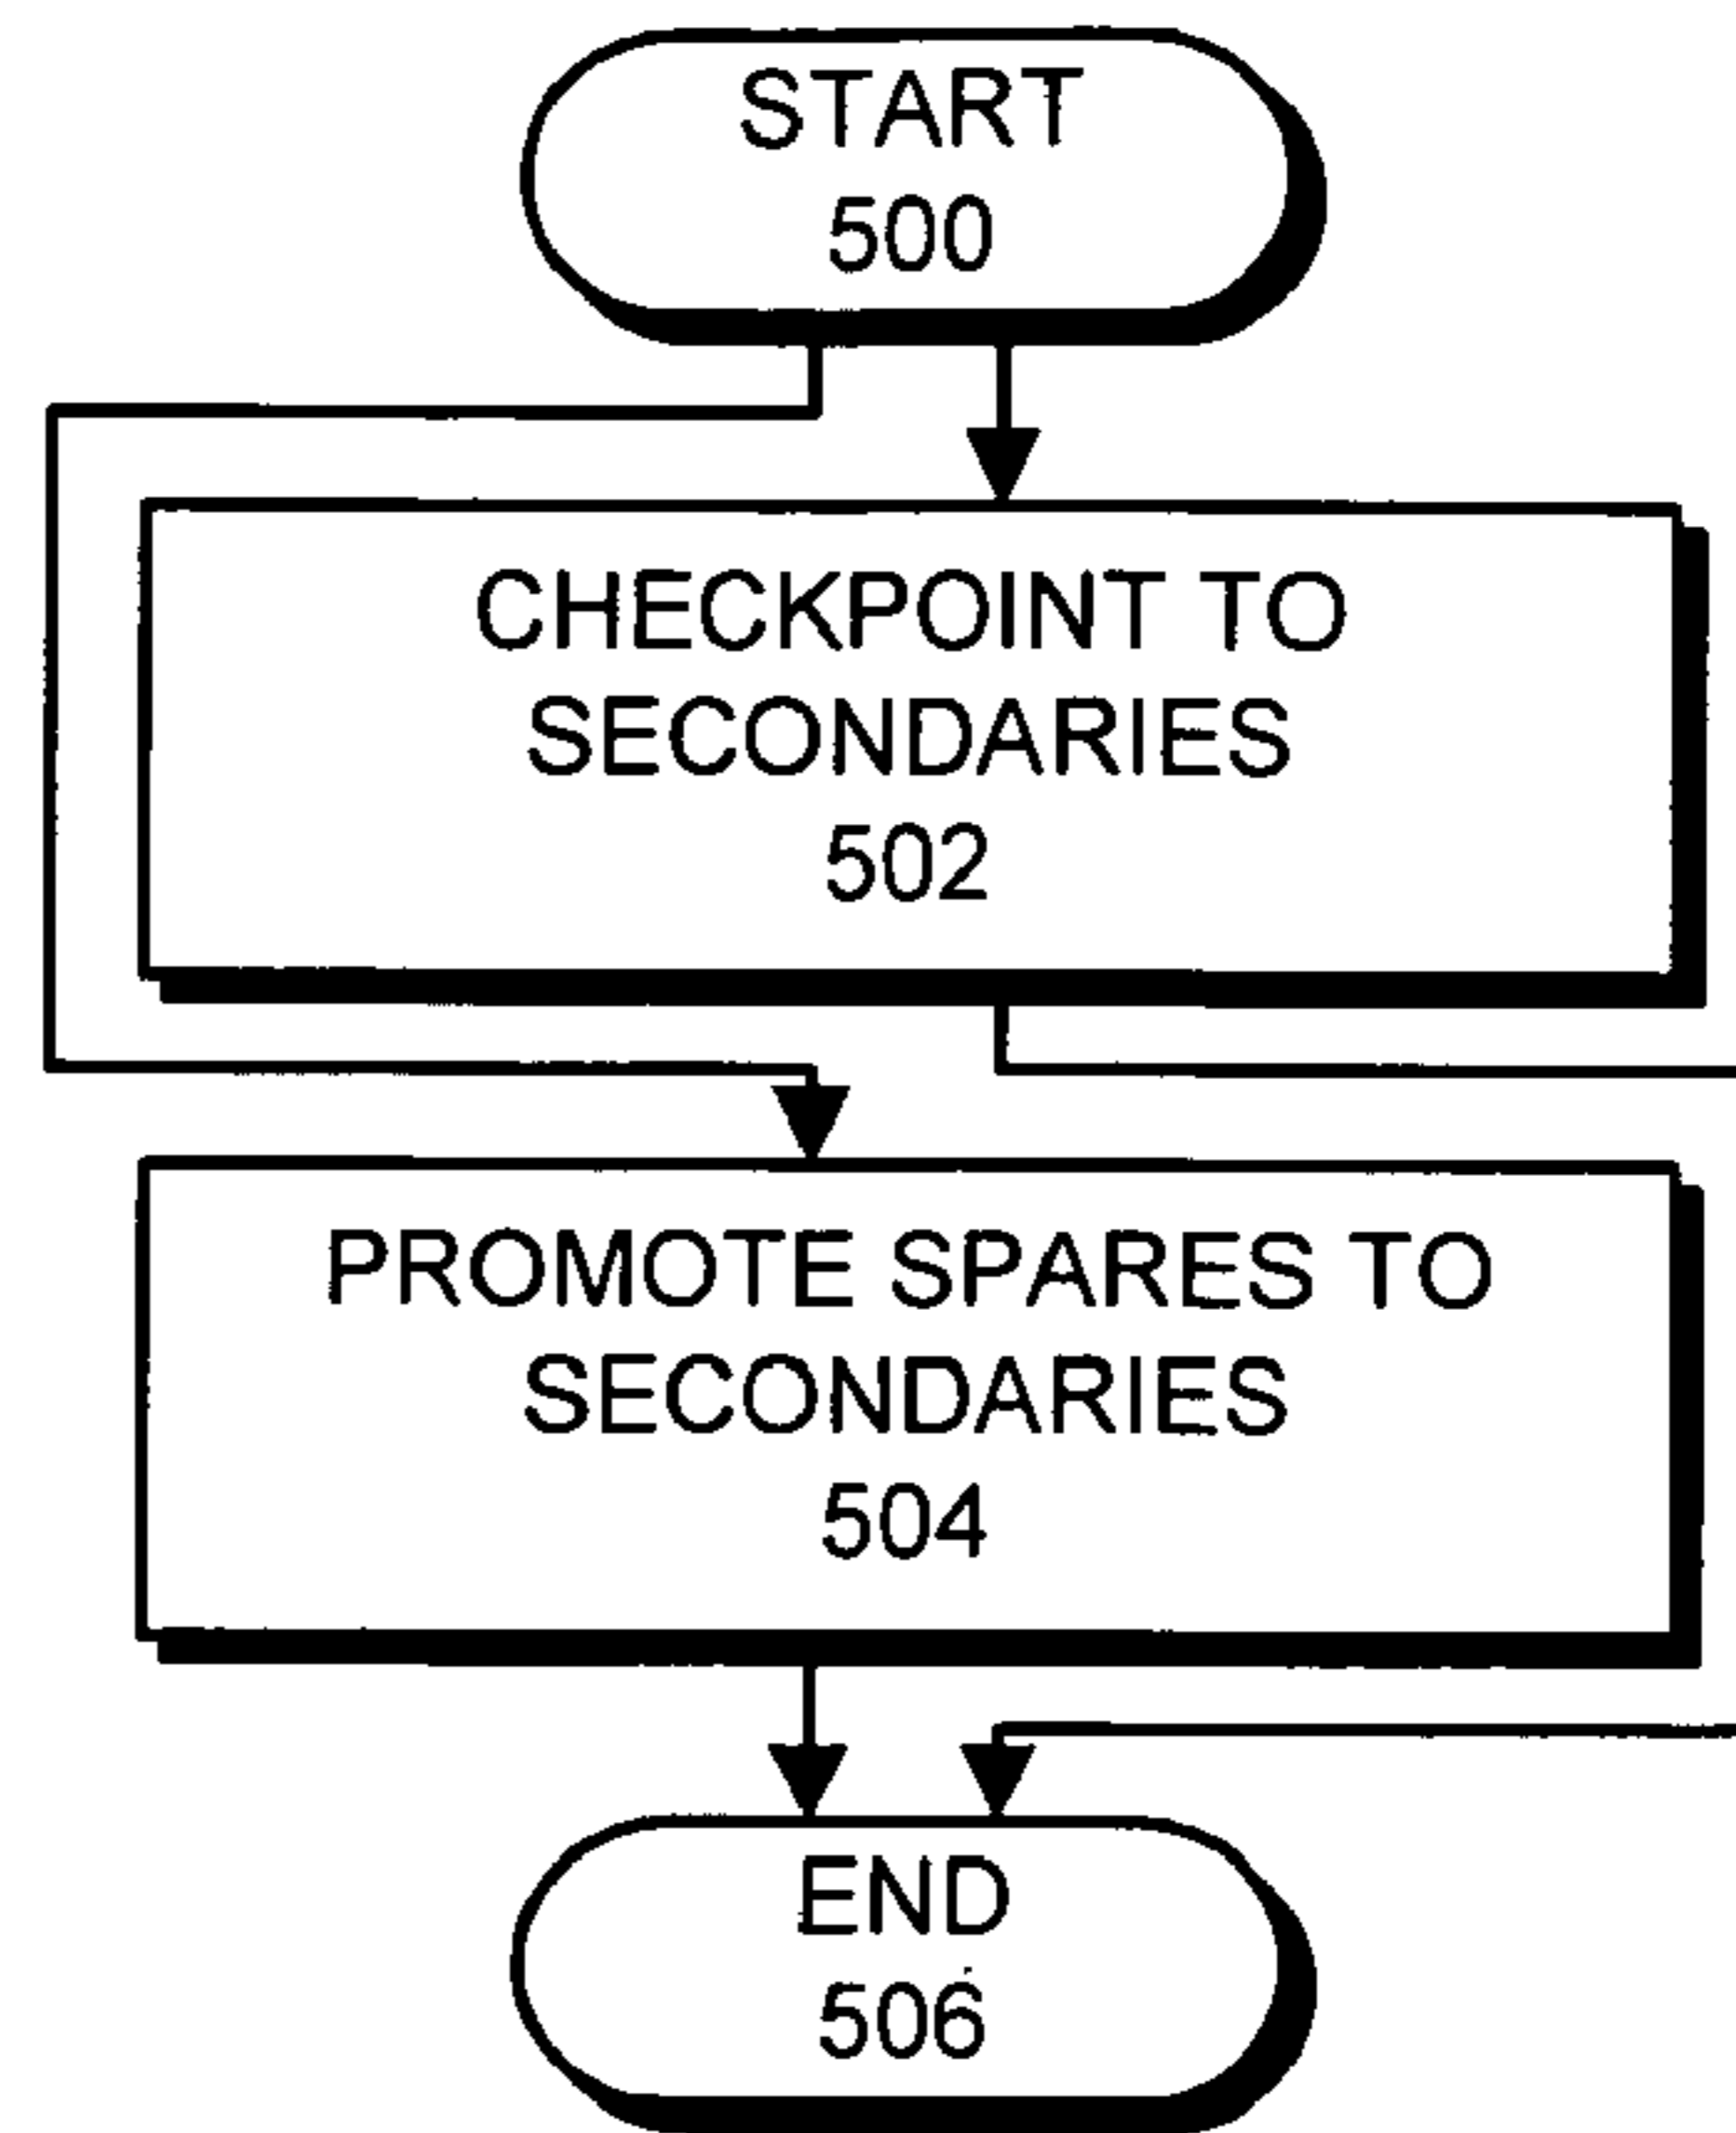 START
500
CHECKPOINT TO
SECONDARIES
502
PROMOTE SPARES TO
SECONDARIES
504
END
506